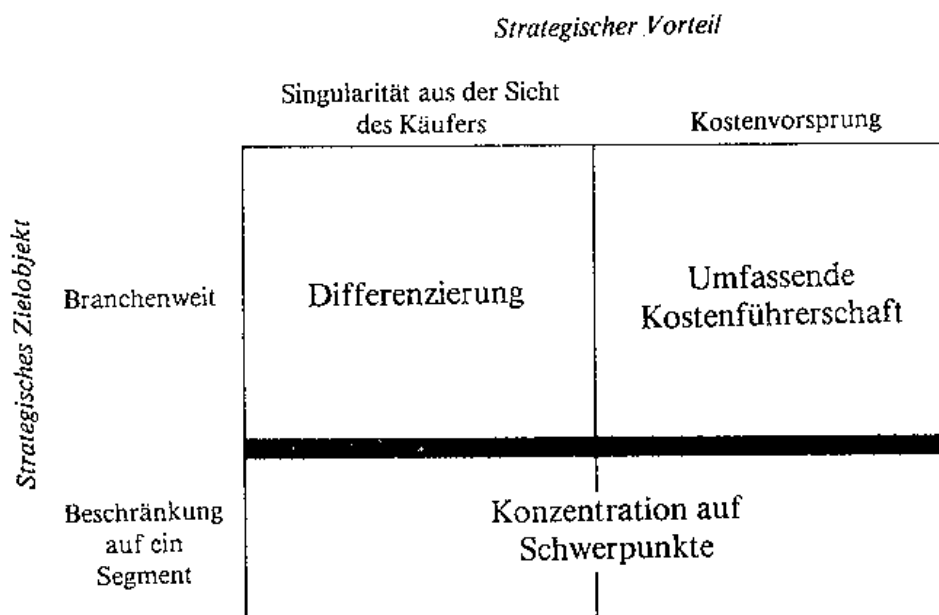 Strategischer Vorteil
Singularität aus der Sicht
des Käufers
Kostenvorsprung
Strategisches Zielobjekt
Branchenweit
Differenzierung
Umfassende
Kostenführerschaft
Beschränkung
auf ein
Segment
Konzentration auf
Schwerpunkte